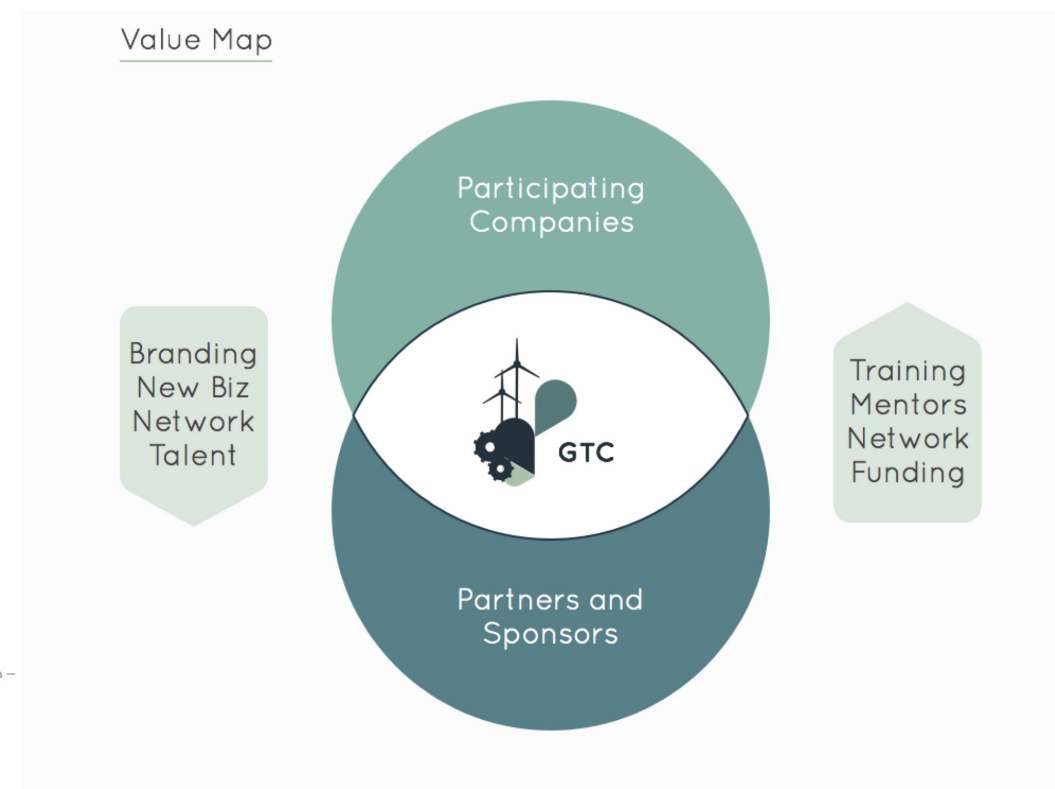 Value Map
Participating
Companies
Branding
New Biz
Network
Talent
Training
Mentors
Network
Funding
GTC
Partners and
Sponsors